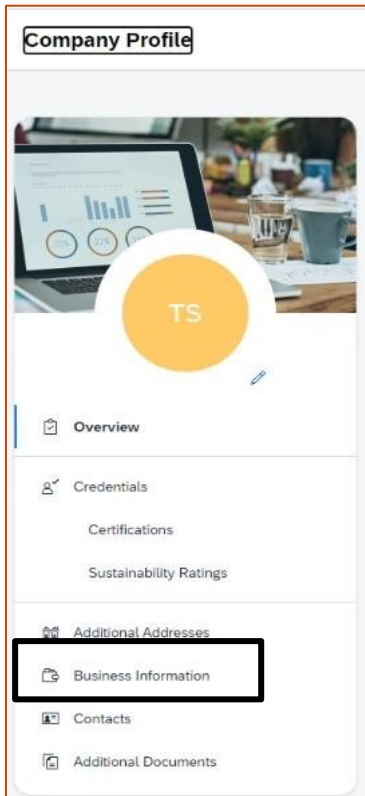 Company Profile
TS
Overview
Credentials
Certifications
Sustainability Ratings
Additional Addresses
Business Information
Contacts
Additional Documents